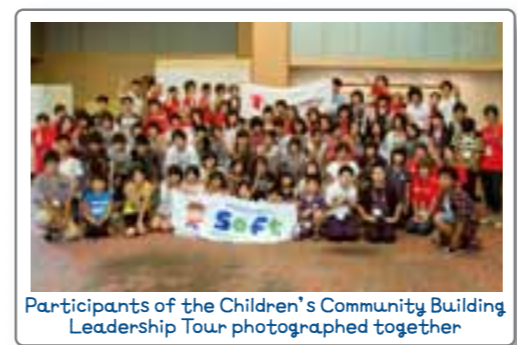 Soft
Participants of the Children's Community Building
Leadership Tour photographed together